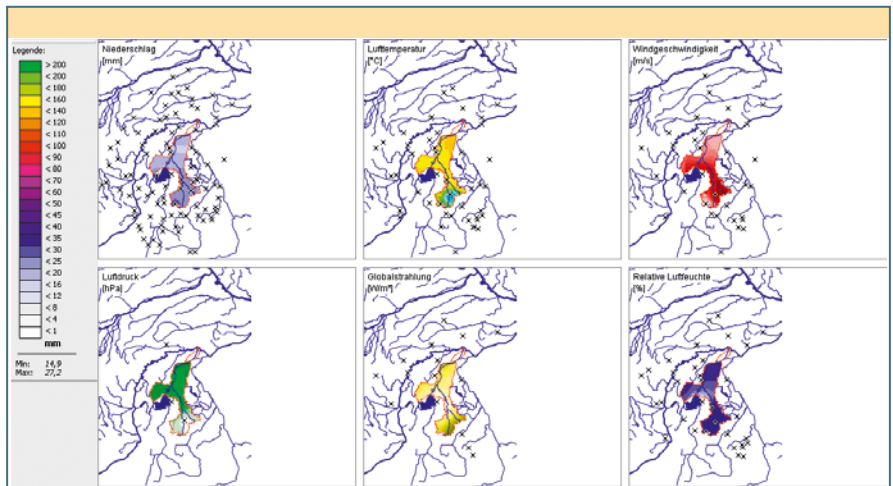 Legende:
> 200
< 200
< 180
< 160
< 140
< 120
< 110
< 100
< 90
< 80
< 70
< 60
< 50
< 45
< 40
< 35
< 30
< 25
< 20
< 16
< 12
< 8
< 4
< 1
mm
Min: 14,9
Max: 27,2
Niederschlag
[mm]
Lufttemperatur
[°C]
Windgeschwindigkeit
[m/s]
Luftdruck
[hPa]
Globalstrahlung
[W/m²]
Relative Luftfeuchte
[%]